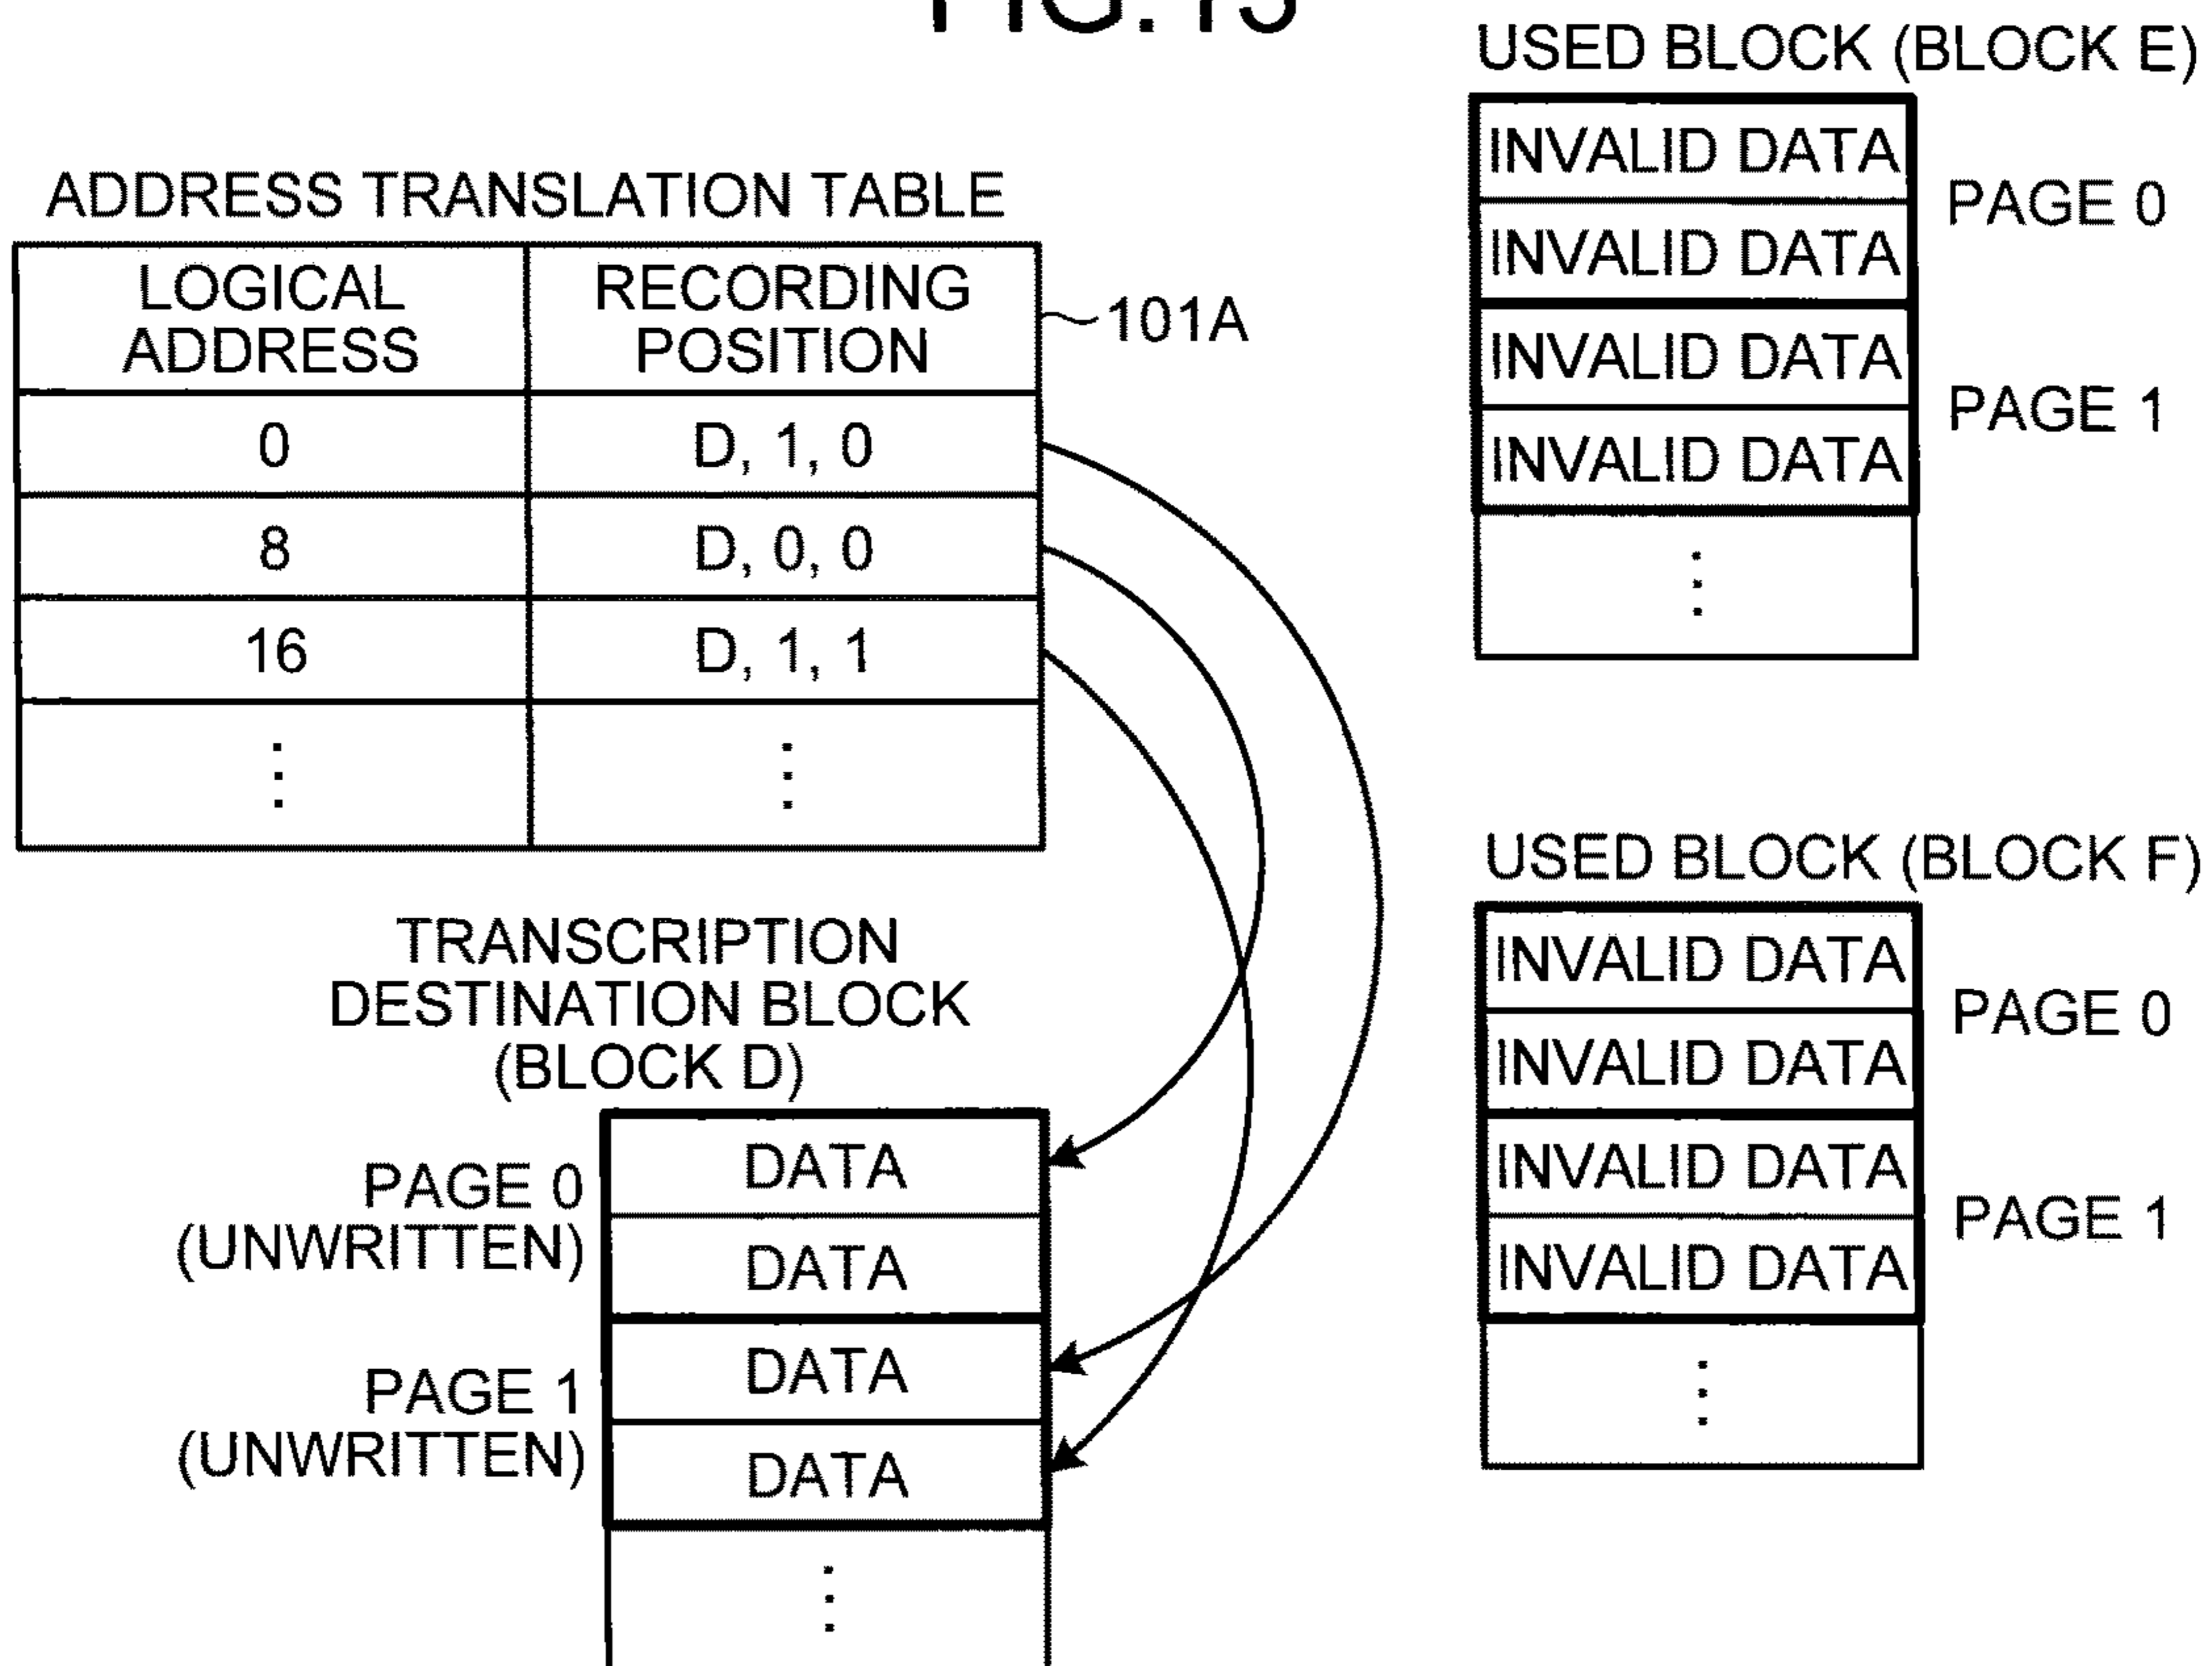 FIG.15
USED BLOCK (BLOCK E)
INVALID DATA
INVALID DATA
PAGE 0
INVALID DATA
INVALID DATA
PAGE 1
⋮
ADDRESS TRANSLATION TABLE
LOGICAL ADDRESS
RECORDING POSITION
101A
0
D, 1, 0
8
D, 0, 0
16
D, 1, 1
⋮
⋮
USED BLOCK (BLOCK F)
INVALID DATA
INVALID DATA
PAGE 0
INVALID DATA
INVALID DATA
PAGE 1
⋮
TRANSCRIPTION
DESTINATION BLOCK
(BLOCK D)
PAGE 0
(UNWRITTEN)
DATA
DATA
PAGE 1
(UNWRITTEN)
DATA
DATA
⋮